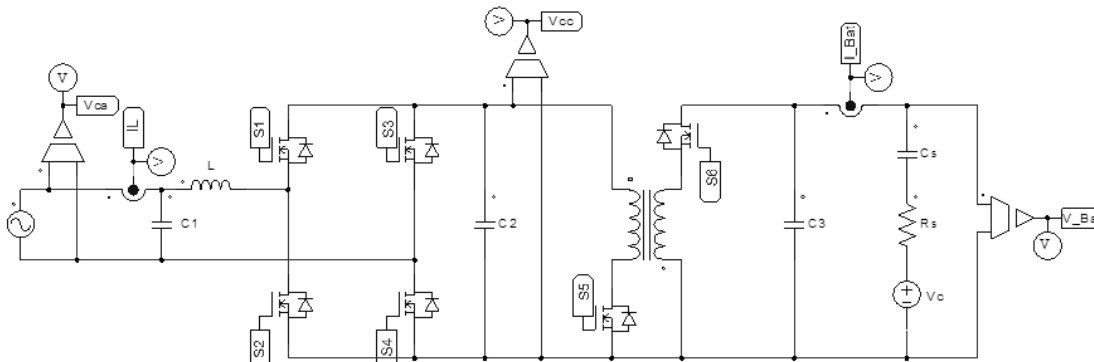 Vcc
I_Bat
V
V
V
Vca
IL
V
S1
S3
S6
L
C1
C2
C3
Cs
Rs
Vc
V_Ba
V
S5
S2
S4